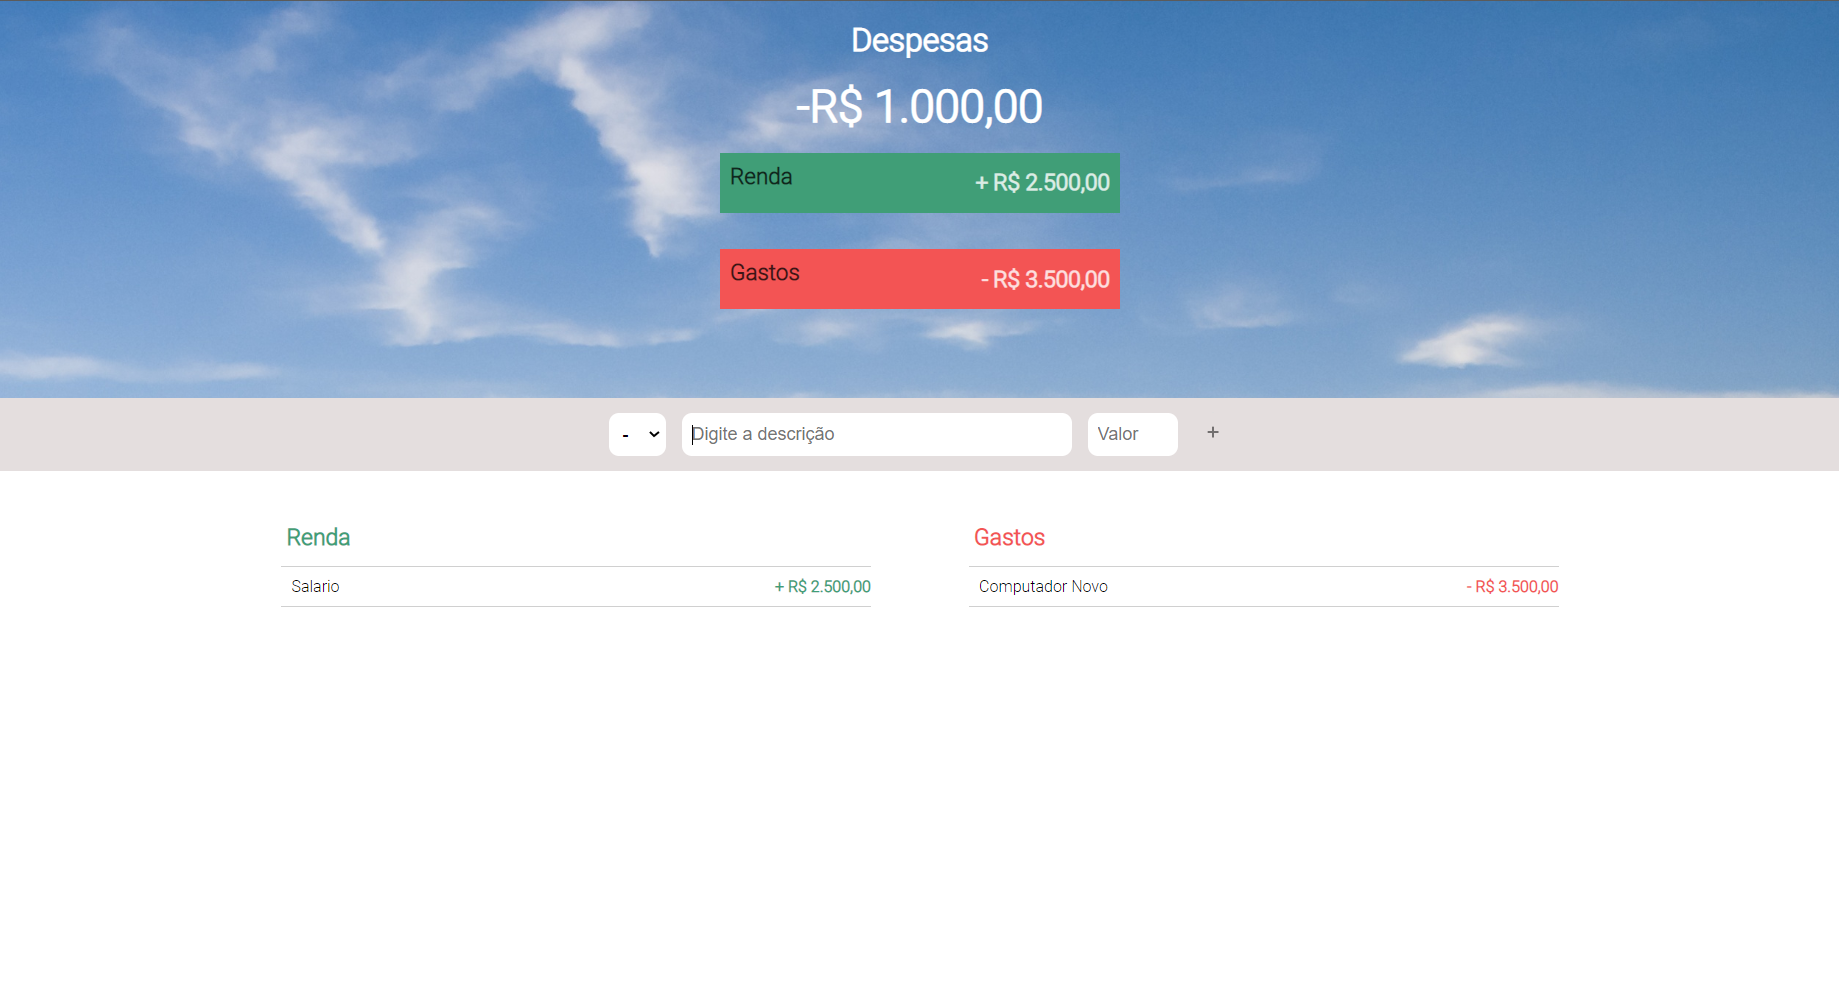 Despesas
-R$ 1.000,00
Renda + R$ 2.500,00
Gastos - R$ 3.500,00
- Digite a descrição Valor +
Renda
Salario + R$ 2.500,00
Gastos
Computador Novo - R$ 3.500,00